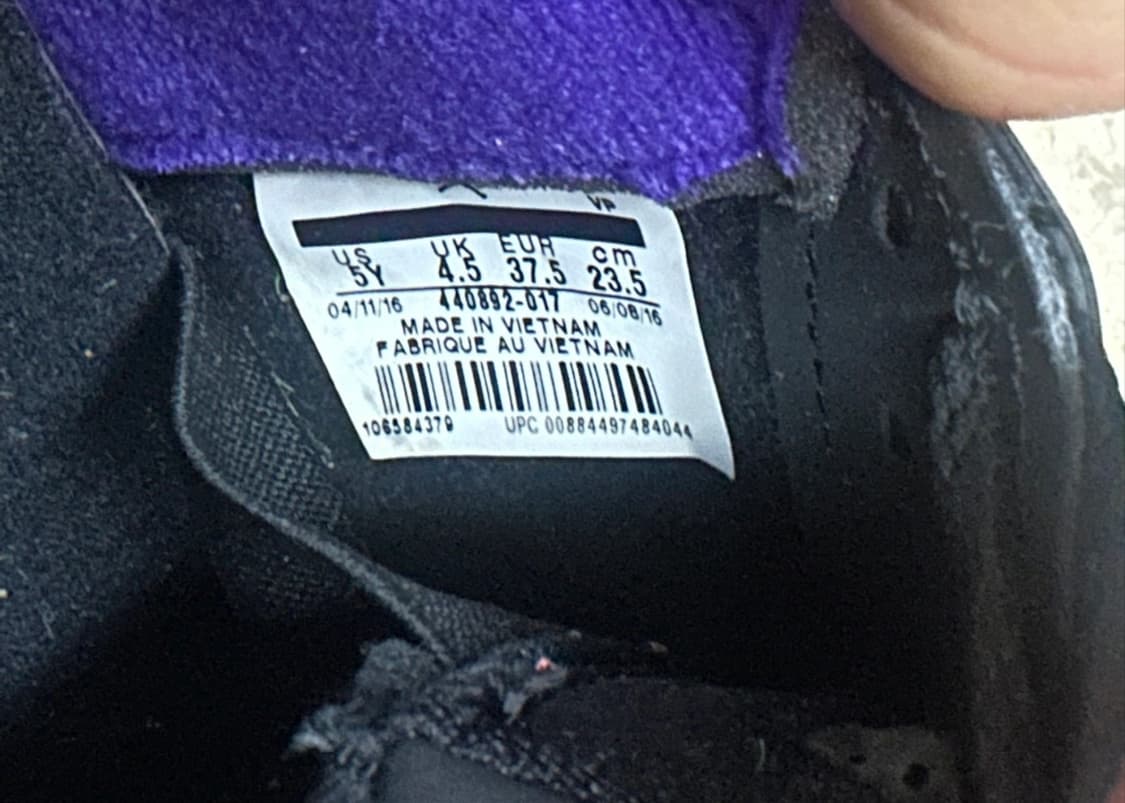 VP
US UK EUR cm
5Y 4.5 37.5 23.5
04/11/16 440892-017 06/08/16
MADE IN VIETNAM
FABRIQUE AU VIETNAM
106584379 UPC 00884497484044